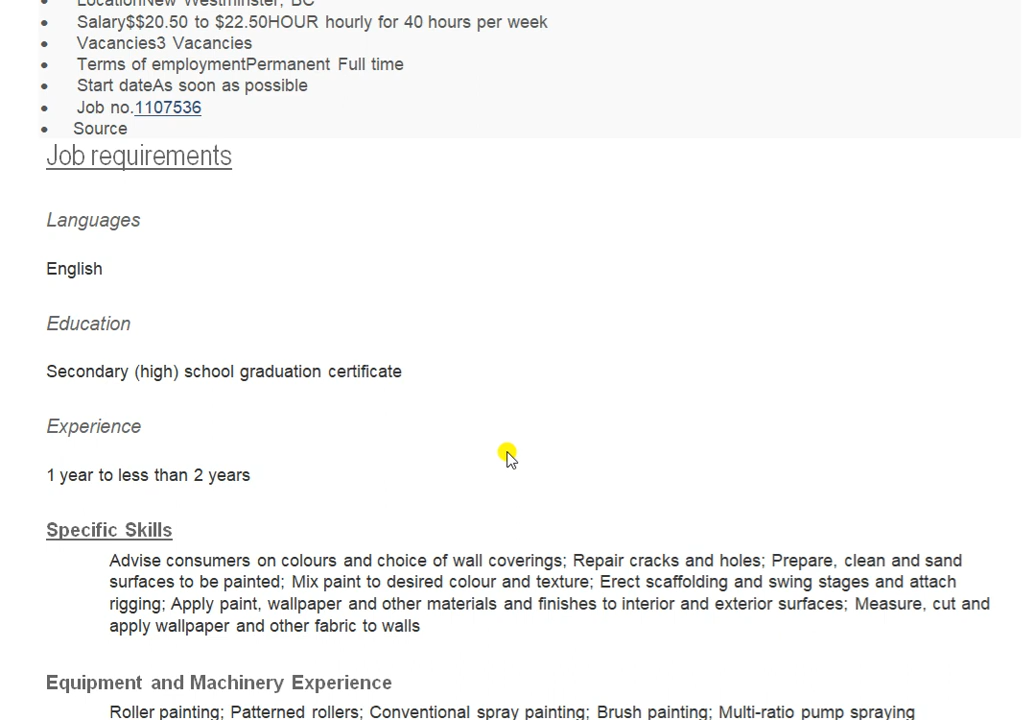 LocationNew Westminster, BC
Salary$$20.50 to $22.50HOUR hourly for 40 hours per week
Vacancies3 Vacancies
Terms of employmentPermanent Full time
Start dateAs soon as possible
Job no.1107536
Source
Job requirements
Languages
English
Education
Secondary (high) school graduation certificate
Experience
1 year to less than 2 years
Specific Skills
Advise consumers on colours and choice of wall coverings; Repair cracks and holes; Prepare, clean and sand
surfaces to be painted; Mix paint to desired colour and texture; Erect scaffolding and swing stages and attach
rigging; Apply paint, wallpaper and other materials and finishes to interior and exterior surfaces; Measure, cut and
apply wallpaper and other fabric to walls
Equipment and Machinery Experience
Roller painting; Patterned rollers; Conventional spray painting; Brush painting; Multi-ratio pump spraying